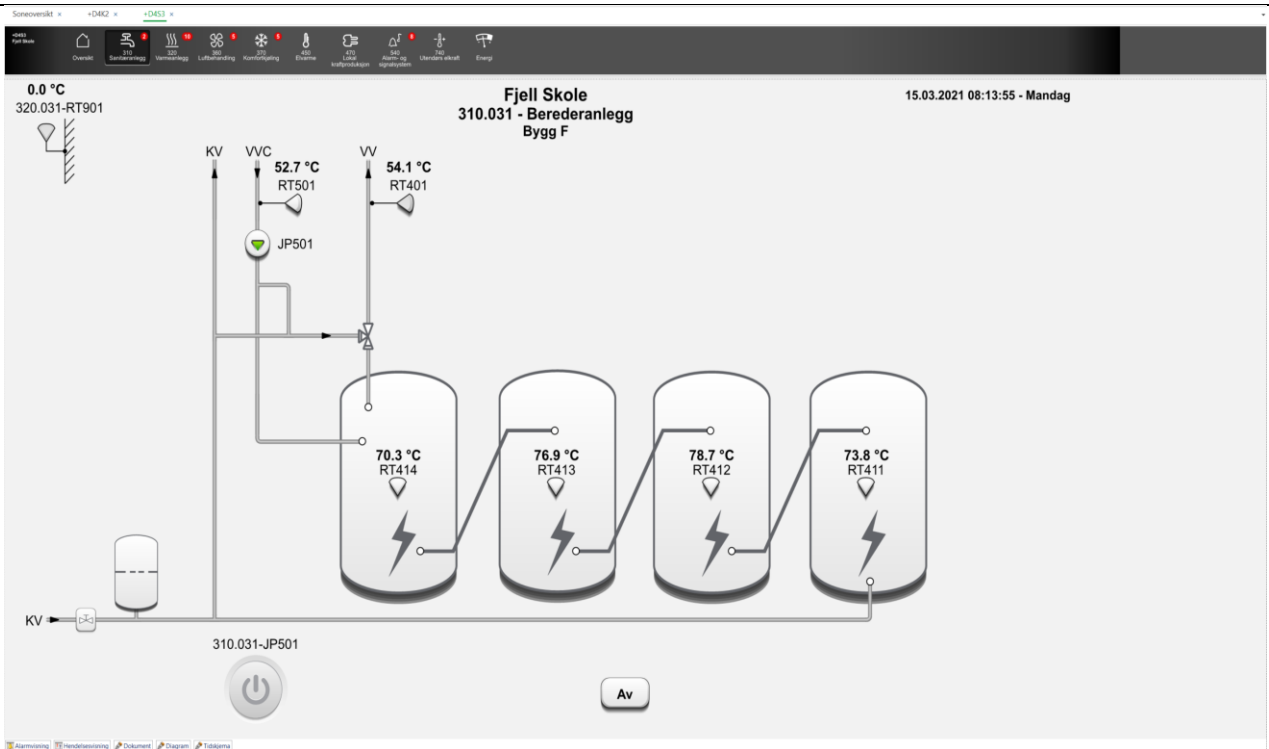 Soneoversikt × +D4K2 × +D4S3 ×
+D4S3
Fjell Skole
Oversikt
2
310
Sanitæranlegg
10
320
Varmeanlegg
5
360
Luftbehandling
5
370
Komfortkjøling
450
Elvarme
470
Lokal
kraftproduksjon
540
Alarm- og
signalsystem
740
Utendørs elkraft
Energi
0.0 °C
320.031-RT901
Fjell Skole
310.031 - Berederanlegg
Bygg F
15.03.2021 08:13:55 - Mandag
KV VVC VV
52.7 °C
RT501
54.1 °C
RT401
JP501
70.3 °C
RT414
76.9 °C
RT413
78.7 °C
RT412
73.8 °C
RT411
KV
310.031-JP501
Av
Alarmvisning Hendelsesvisning Dokument Diagram Tidskjema